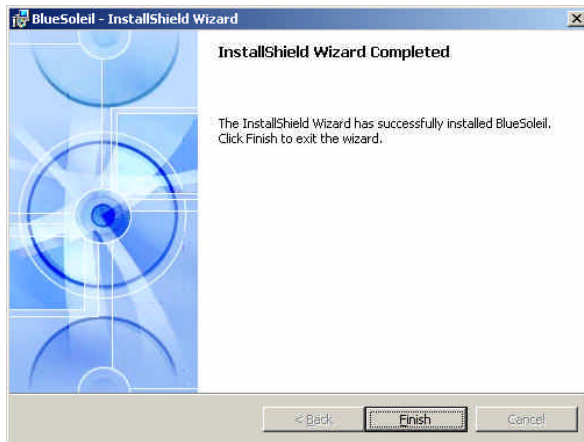 BlueSoleil - InstallShield Wizard
InstallShield Wizard Completed
The InstallShield Wizard has successfully installed BlueSoleil.
Click Finish to exit the wizard.
< Back
Finish
Cancel